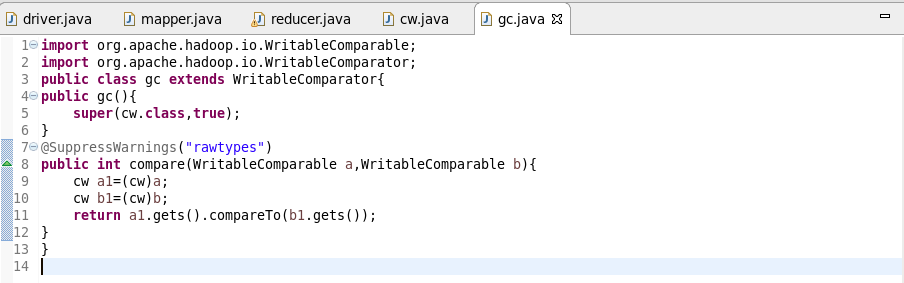 driver.java mapper.java reducer.java cw.java gc.java
1 import org.apache.hadoop.io.WritableComparable;
2 import org.apache.hadoop.io.WritableComparator;
3 public class gc extends WritableComparator{
4 public gc(){
5     super(cw.class,true);
6 }
7 @SuppressWarnings("rawtypes")
8 public int compare(WritableComparable a,WritableComparable b){
9     cw a1=(cw)a;
10     cw b1=(cw)b;
11     return a1.gets().compareTo(b1.gets());
12 }
13 }
14